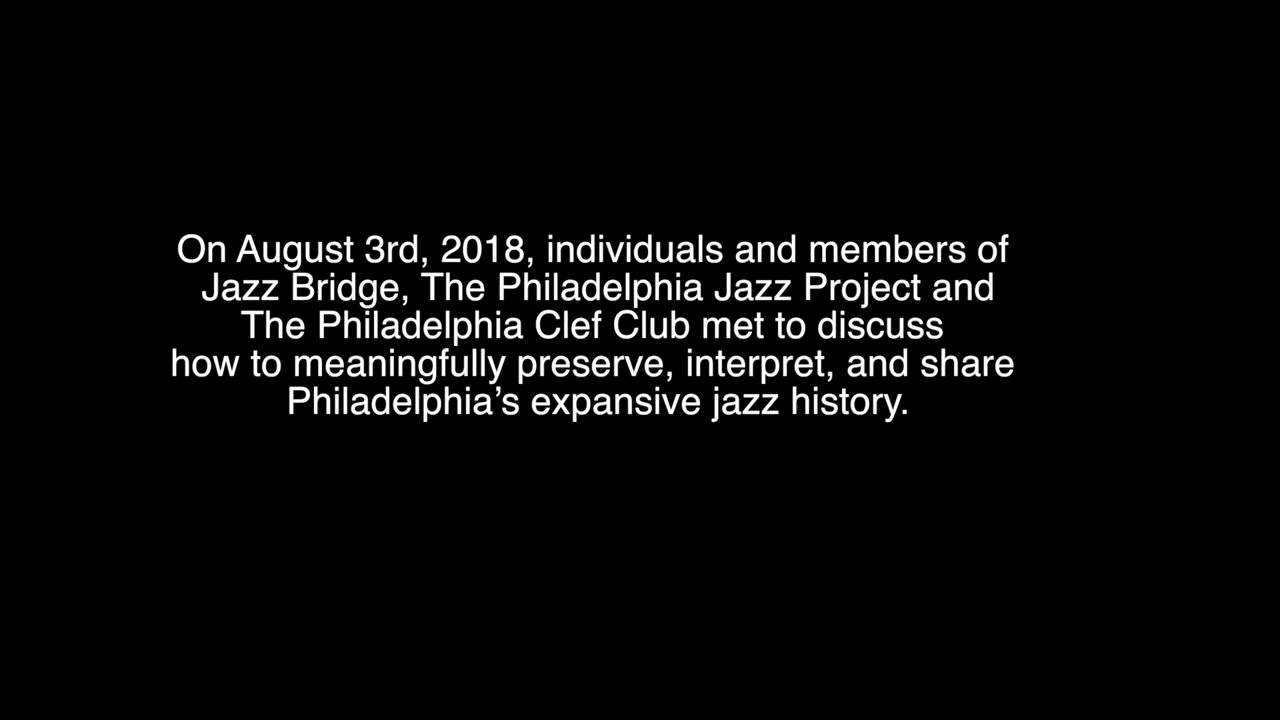 On August 3rd, 2018, individuals and members of
Jazz Bridge, The Philadelphia Jazz Project and
The Philadelphia Clef Club met to discuss
how to meaningfully preserve, interpret, and share
Philadelphia’s expansive jazz history.